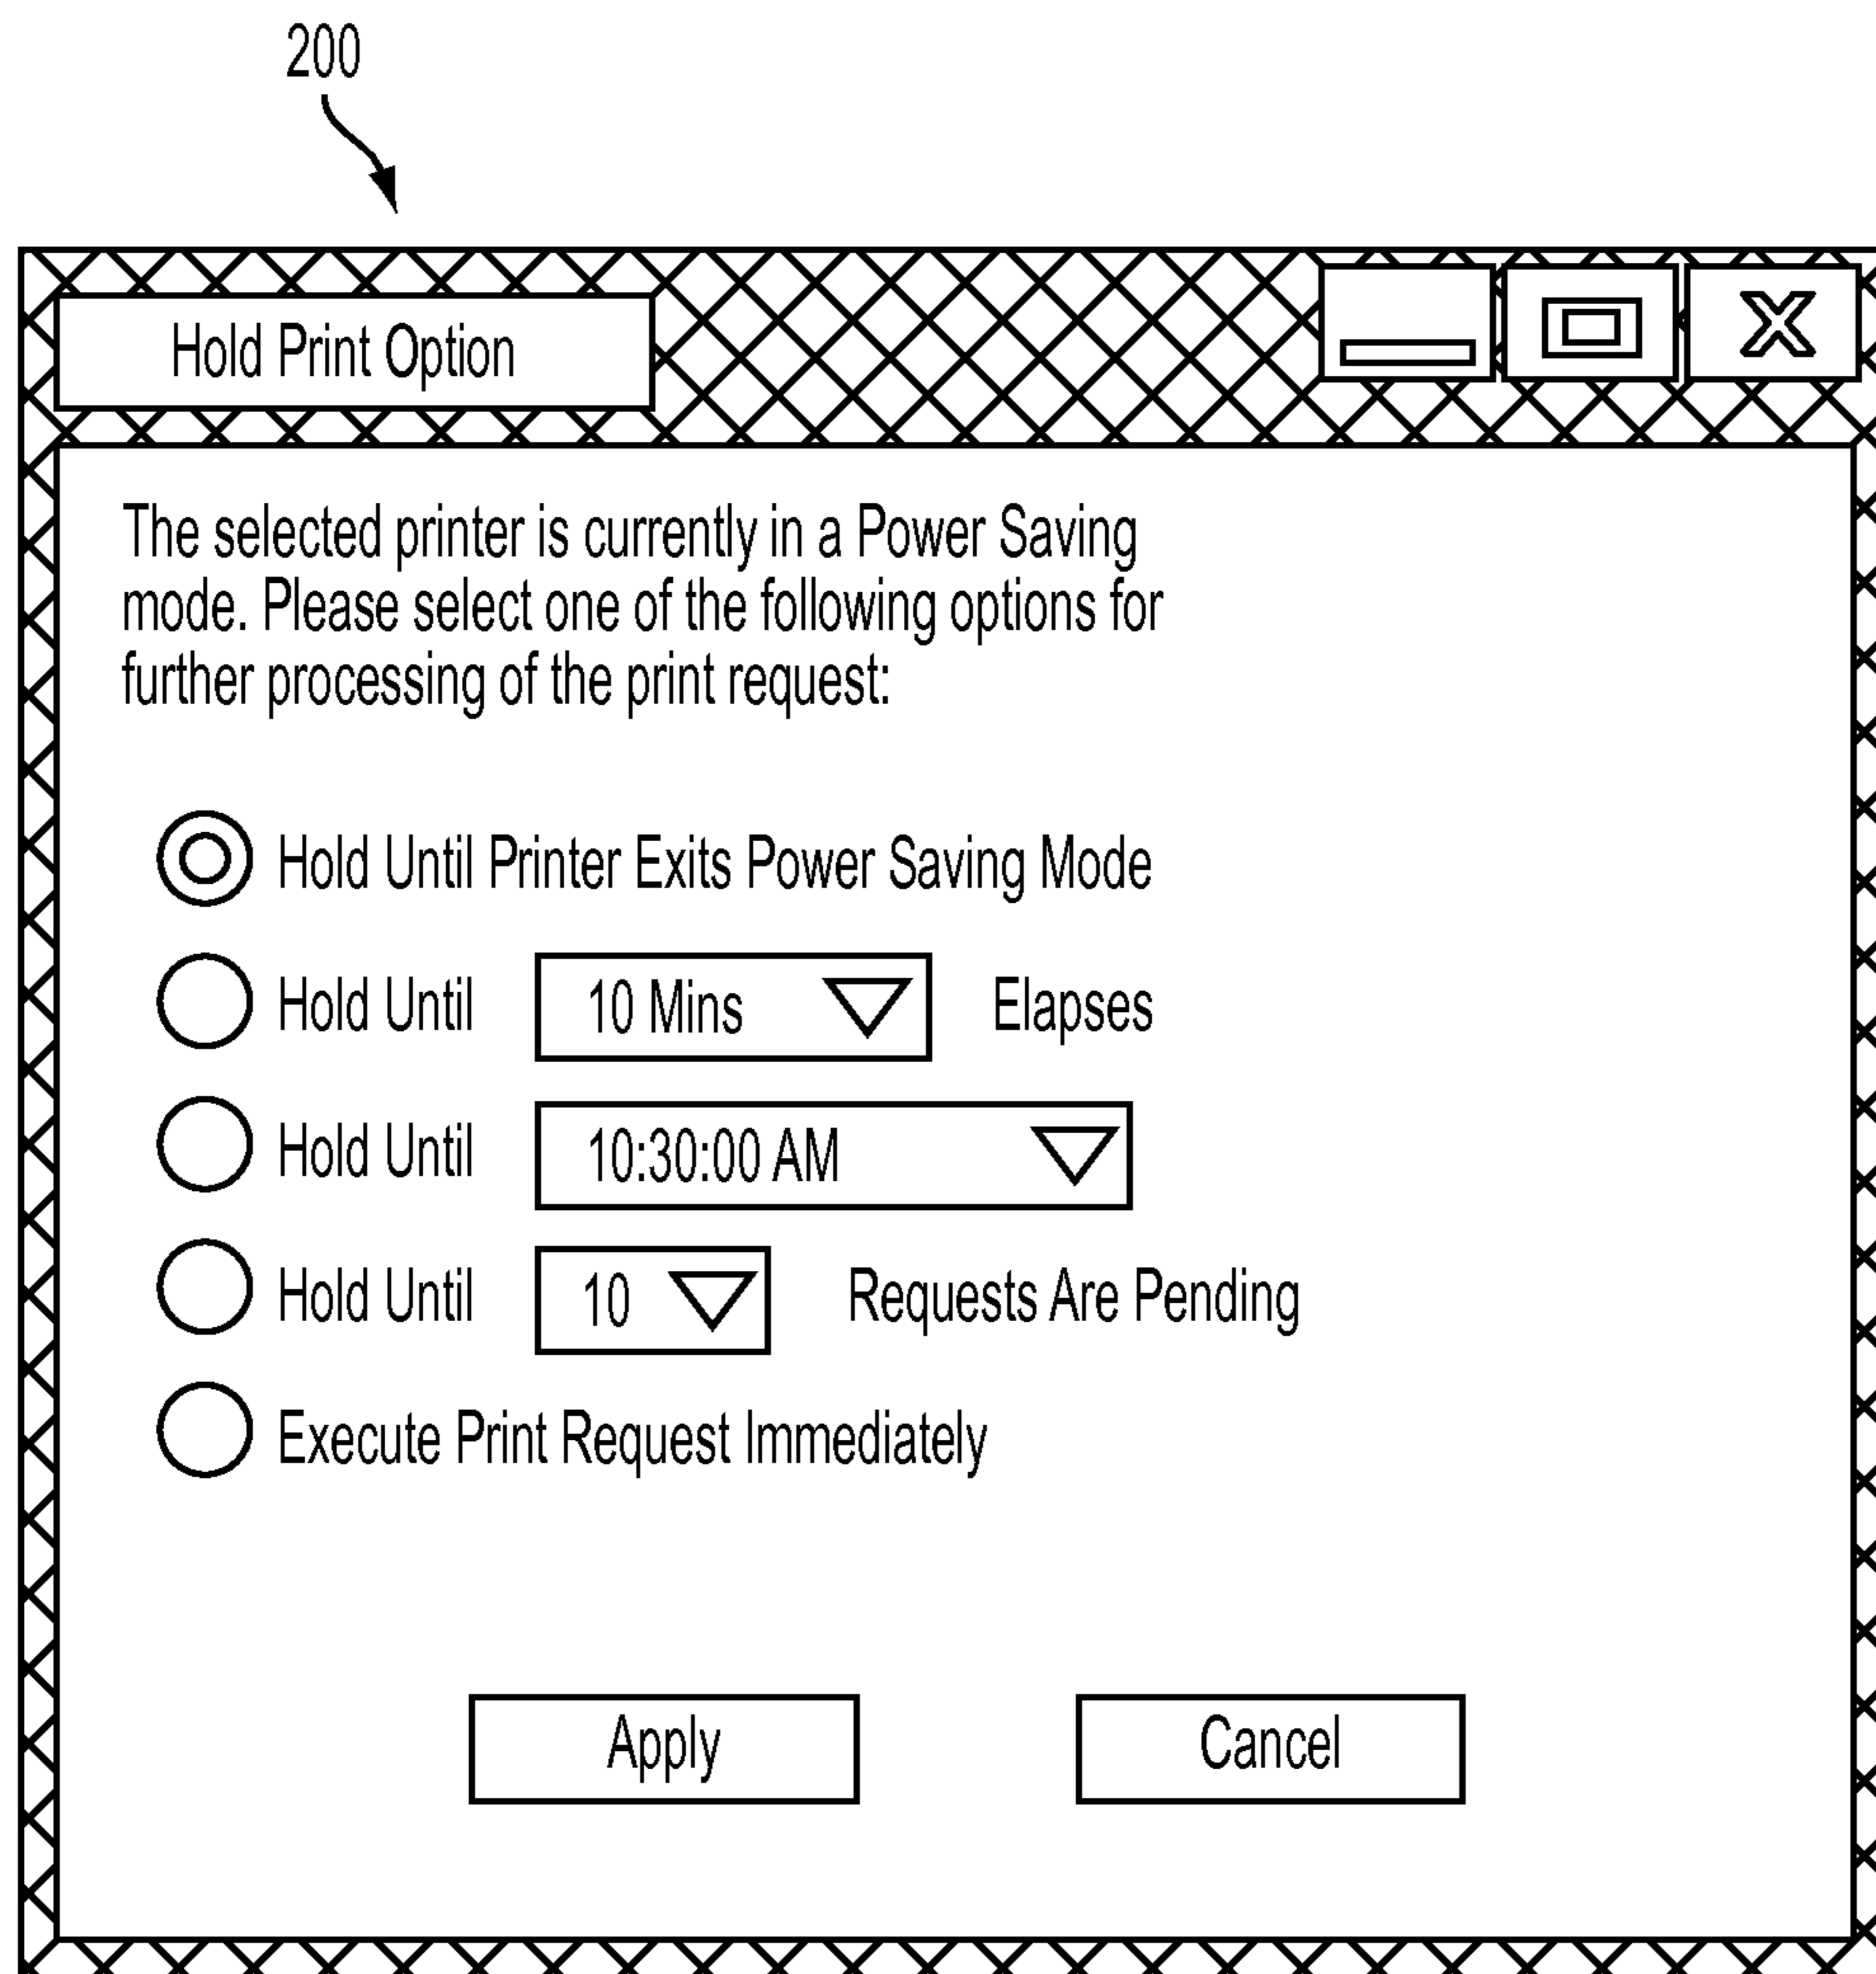 200
Hold Print Option
The selected printer is currently in a Power Saving
mode. Please select one of the following options for
further processing of the print request:
Hold Until Printer Exits Power Saving Mode
Hold Until 10 Mins Elapses
Hold Until 10:30:00 AM
Hold Until 10 Requests Are Pending
Execute Print Request Immediately
Apply Cancel